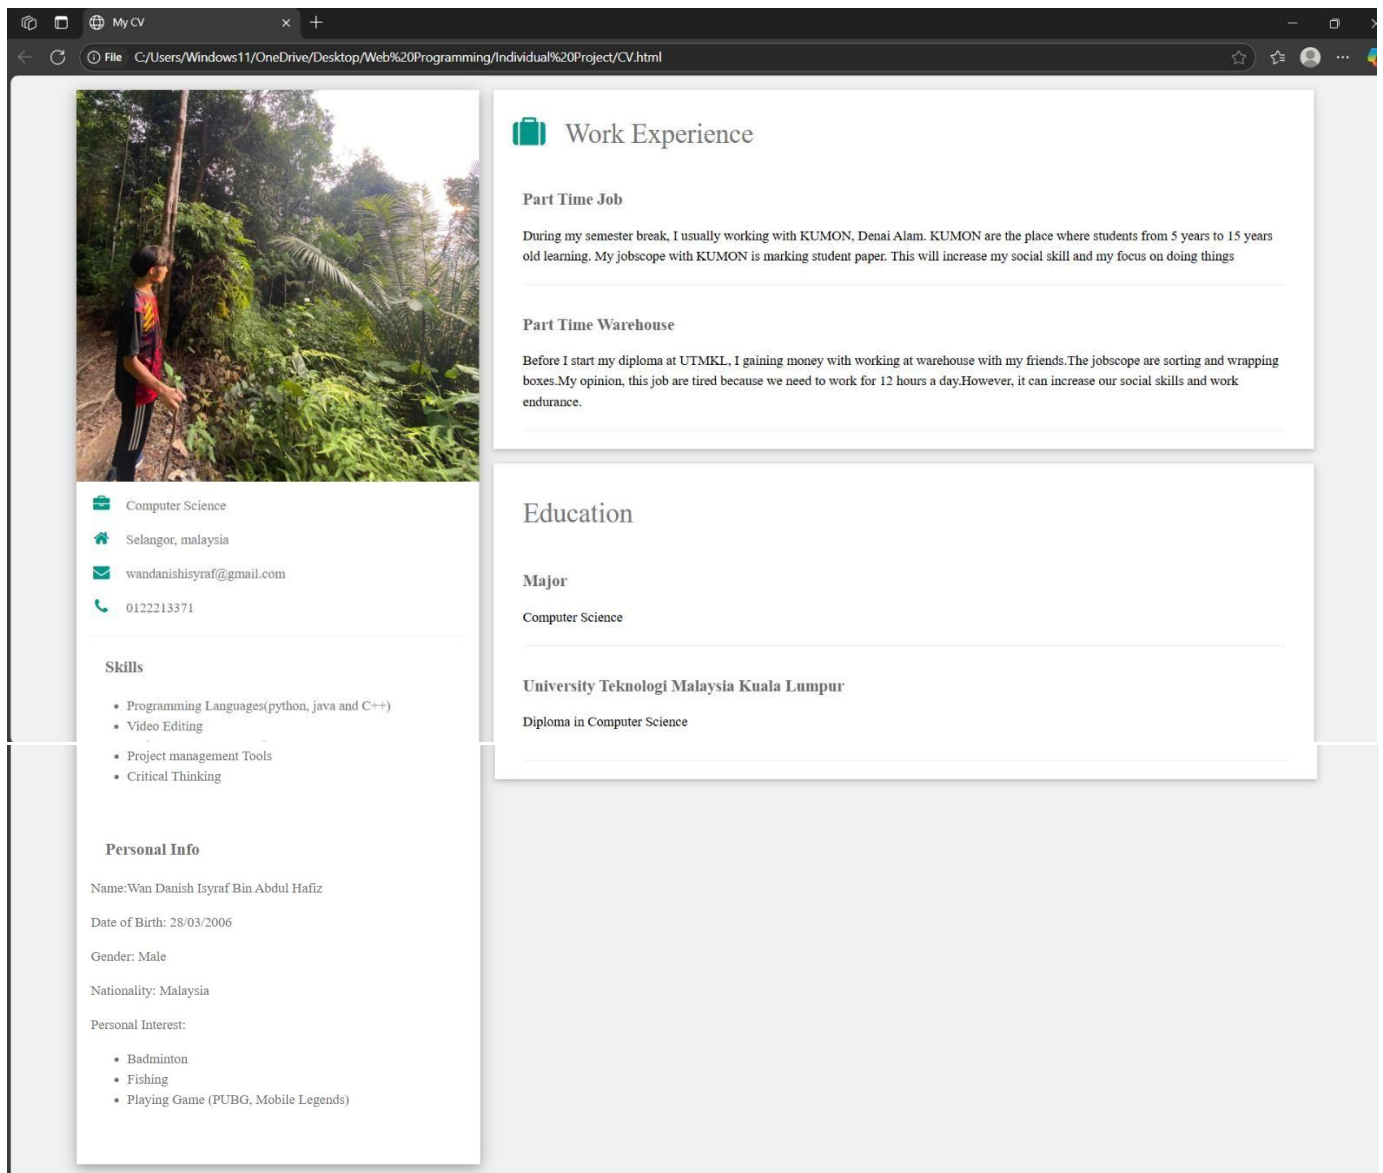 My CV
File C:/Users/Windows11/OneDrive/Desktop/Web%20Programming/Individual%20Project/CV.html
Computer Science
Selangor, malaysia
wandanishisyraf@gmail.com
0122213371
Skills
• Programming Languages(python, java and C++)
• Video Editing
• Project management Tools
• Critical Thinking
Personal Info
Name:Wan Danish Isyraf Bin Abdul Hafiz
Date of Birth: 28/03/2006
Gender: Male
Nationality: Malaysia
Personal Interest:
• Badminton
• Fishing
• Playing Game (PUBG, Mobile Legends)
Work Experience
Part Time Job
During my semester break, I usually working with KUMON, Denai Alam. KUMON are the place where students from 5 years to 15 years
old learning. My jobscope with KUMON is marking student paper. This will increase my social skill and my focus on doing things
Part Time Warehouse
Before I start my diploma at UTMKL, I gaining money with working at warehouse with my friends.The jobscope are sorting and wrapping
boxes.My opinion, this job are tired because we need to work for 12 hours a day.However, it can increase our social skills and work
endurance.
Education
Major
Computer Science
University Teknologi Malaysia Kuala Lumpur
Diploma in Computer Science